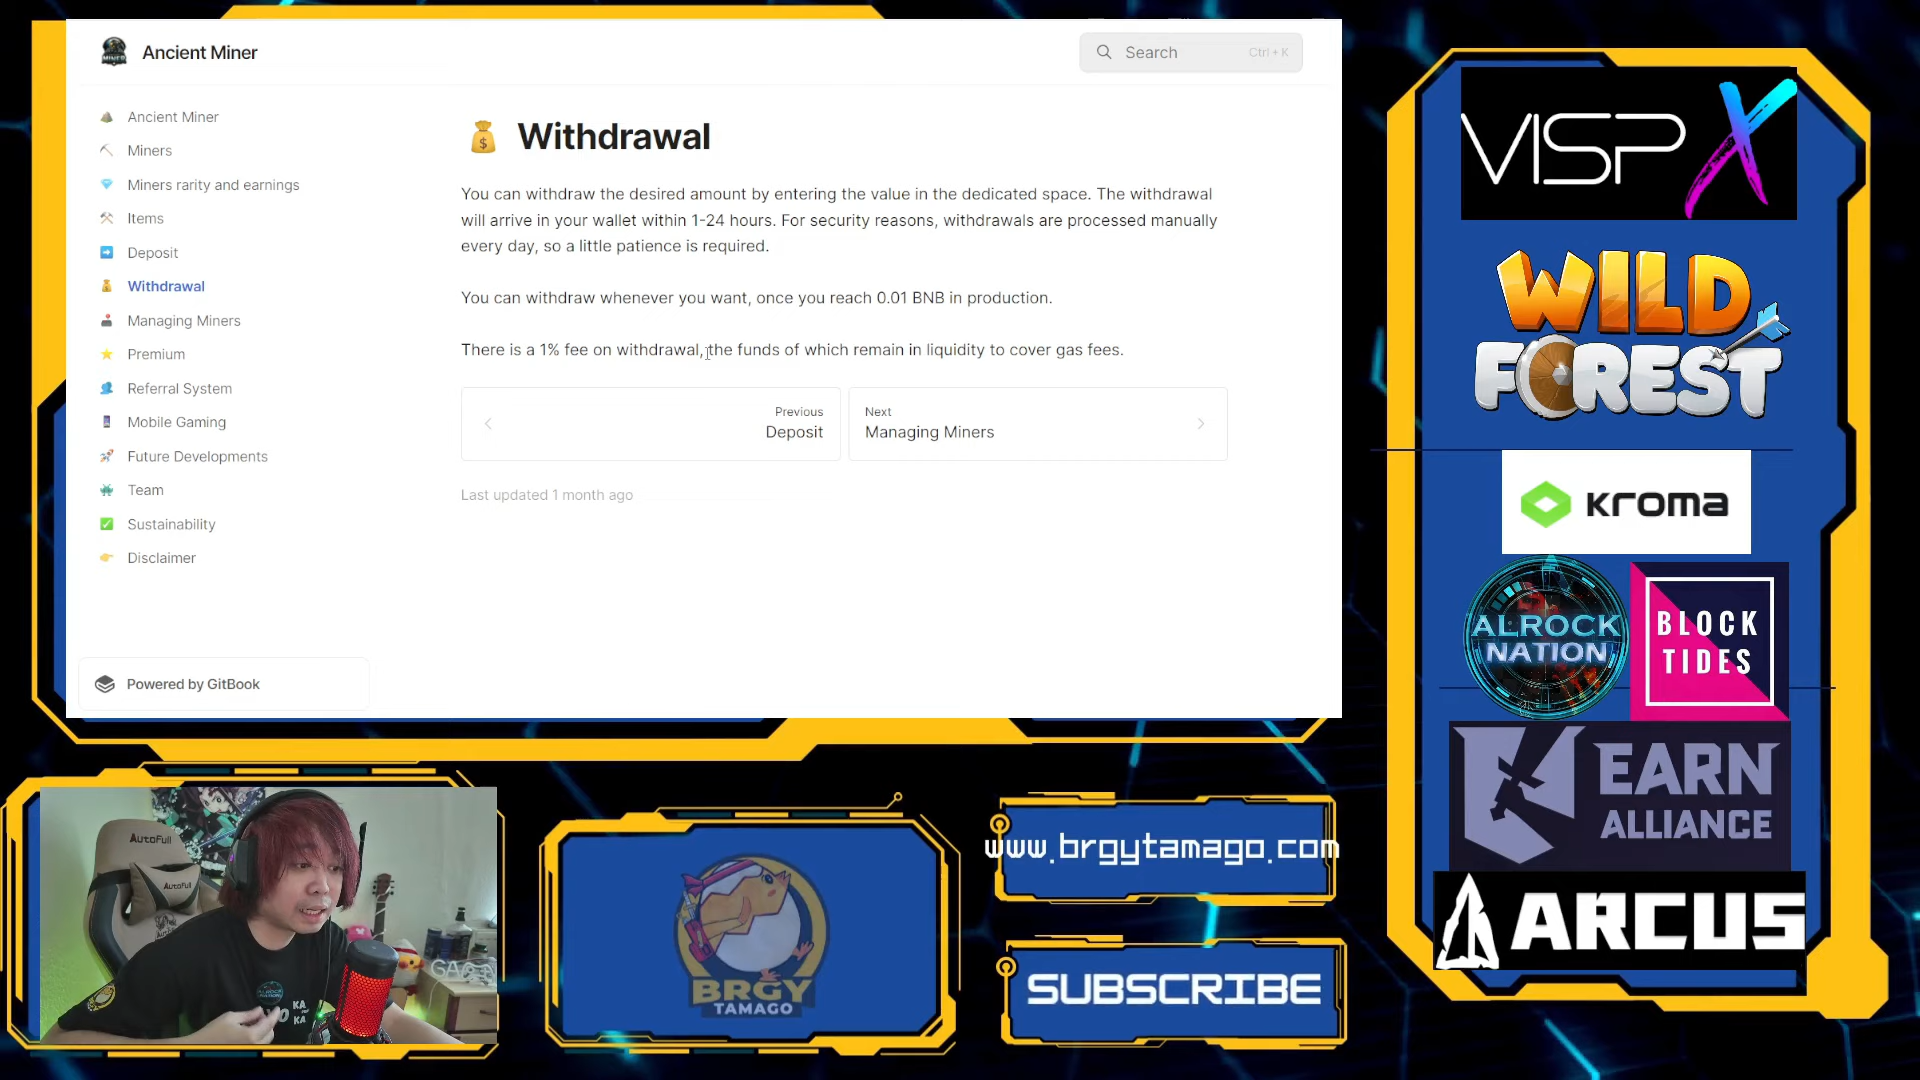 Ancient Miner
Search
Ctrl + K
Ancient Miner
Miners
Miners rarity and earnings
Items
Deposit
Withdrawal
Managing Miners
Premium
Referral System
Mobile Gaming
Future Developments
Team
Sustainability
Disclaimer
Powered by GitBook
Withdrawal
You can withdraw the desired amount by entering the value in the dedicated space. The withdrawal
will arrive in your wallet within 1-24 hours. For security reasons, withdrawals are processed manually
every day, so a little patience is required.
You can withdraw whenever you want, once you reach 0.01 BNB in production.
There is a 1% fee on withdrawal, the funds of which remain in liquidity to cover gas fees.
Previous
Deposit
Next
Managing Miners
Last updated 1 month ago
VISPX
WILD
FOREST
KROMA
ALROCK
NATION
BLOCK
TIDES
EARN
ALLIANCE
ARCUS
AutoFull
AutoFull
BRGY
TAMAGO
www.brgytamago.com
SUBSCRIBE